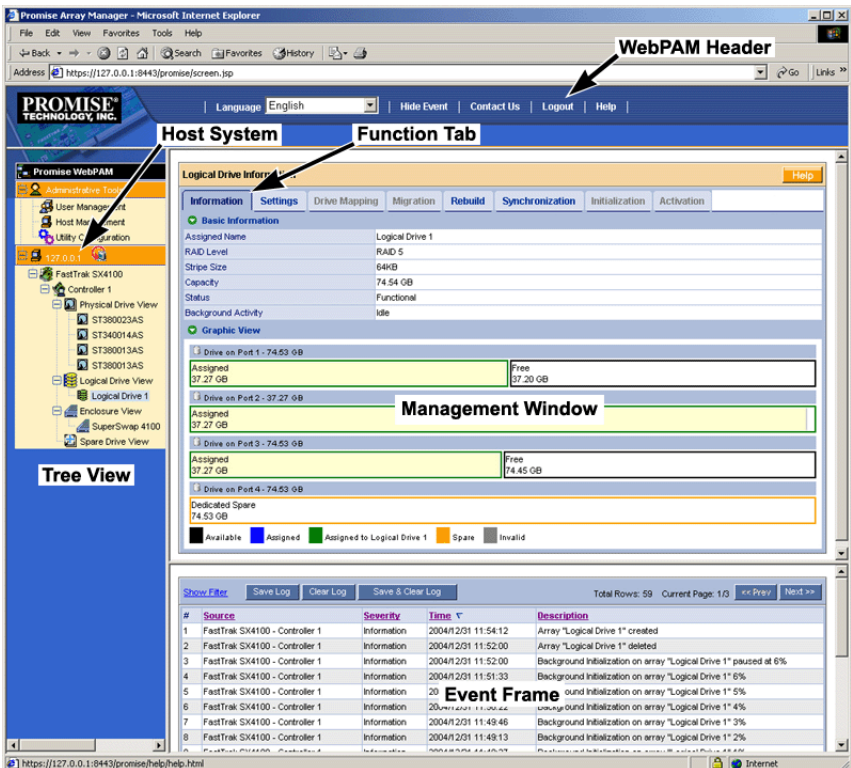 Promise Array Manager - Microsoft Internet Explorer
File Edit View Favorites Tools Help
Back Search Favorites History
Address https://127.0.0.1:8443/promise/screen.jsp Go Links »
WebPAM Header
PROMISE®
TECHNOLOGY, INC.
Language English Hide Event Contact Us Logout Help
Host System
Function Tab
Promise WebPAM
Administrative Tools
User Management
Host Management
Utility Configuration
127.0.0.1
FastTrak SX4100
Controller 1
Physical Drive View
ST380023AS
ST340014AS
ST380013AS
ST380013AS
Logical Drive View
Logical Drive 1
Enclosure View
SuperSwap 4100
Spare Drive View
Tree View
Logical Drive Information Help
Information Settings Drive Mapping Migration Rebuild Synchronization Initialization Activation
Basic Information
Assigned Name Logical Drive 1
RAID Level RAID 5
Stripe Size 64KB
Capacity 74.54 GB
Status Functional
Background Activity Idle
Graphic View
Drive on Port 1 - 74.53 GB
Assigned Free
37.27 GB 37.20 GB
Drive on Port 2 - 37.27 GB
Assigned
37.27 GB
Management Window
Drive on Port 3 - 74.53 GB
Assigned Free
37.27 GB 74.45 GB
Drive on Port 4 - 74.53 GB
Dedicated Spare
74.53 GB
Available Assigned Assigned to Logical Drive 1 Spare Invalid
Show Filter Save Log Clear Log Save & Clear Log Total Rows: 59 Current Page: 1/3 << Prev Next >>
# Source Severity Time Description
1 FastTrak SX4100 - Controller 1 Information 2004/12/31 11:54:12 Array "Logical Drive 1" created
2 FastTrak SX4100 - Controller 1 Information 2004/12/31 11:52:00 Array "Logical Drive 1" deleted
3 FastTrak SX4100 - Controller 1 Information 2004/12/31 11:52:00 Background Initialization on array "Logical Drive 1" paused at 6%
4 FastTrak SX4100 - Controller 1 Information 2004/12/31 11:51:33 Background Initialization on array "Logical Drive 1" 6%
5 FastTrak SX4100 - Controller 1 Information Background Initialization on array "Logical Drive 1" 5%
Event Frame
6 FastTrak SX4100 - Controller 1 Information 2004/12/31 11:50:22 Background Initialization on array "Logical Drive 1" 4%
7 FastTrak SX4100 - Controller 1 Information 2004/12/31 11:49:46 Background Initialization on array "Logical Drive 1" 3%
8 FastTrak SX4100 - Controller 1 Information 2004/12/31 11:49:13 Background Initialization on array "Logical Drive 1" 2%
https://127.0.0.1:8443/promise/help/help.html Internet